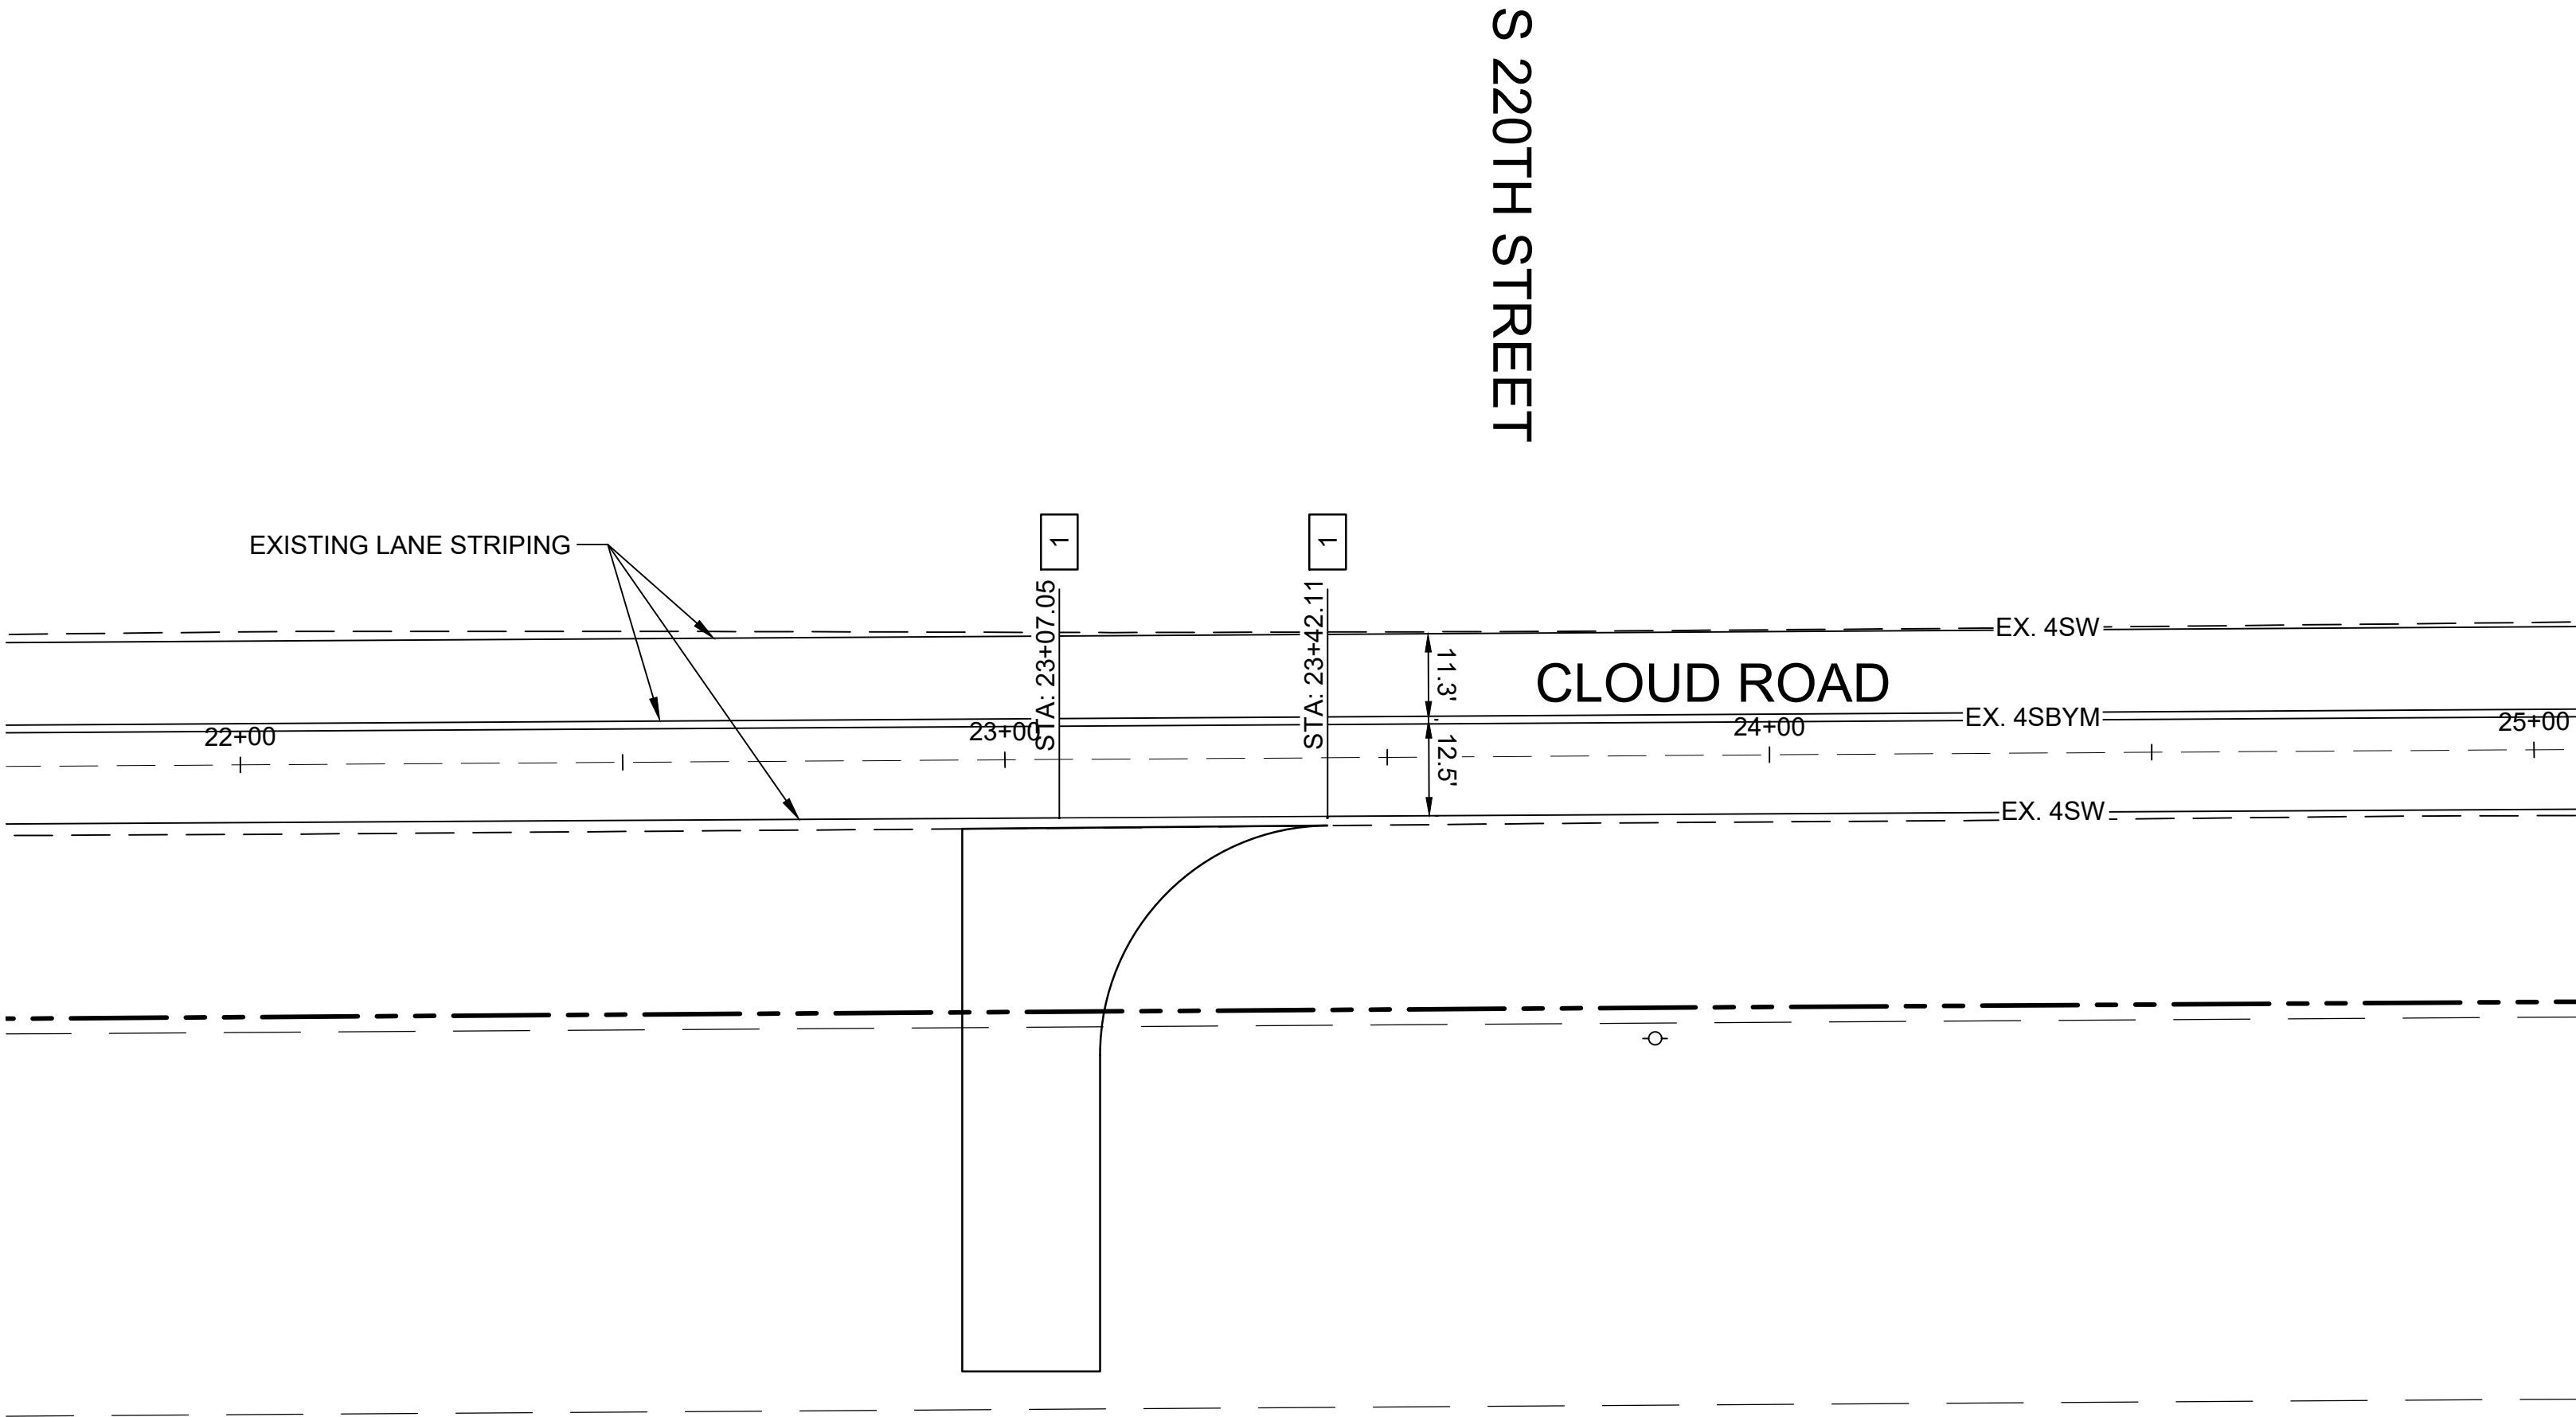 S 220TH STREET
1
1
EXISTING LANE STRIPING
STA: 23+07.05
STA: 23+42.11
EX. 4SW
11.3'
CLOUD ROAD
22+00
23+00
24+00
EX. 4SBYM
25+00
12.5'
EX. 4SW